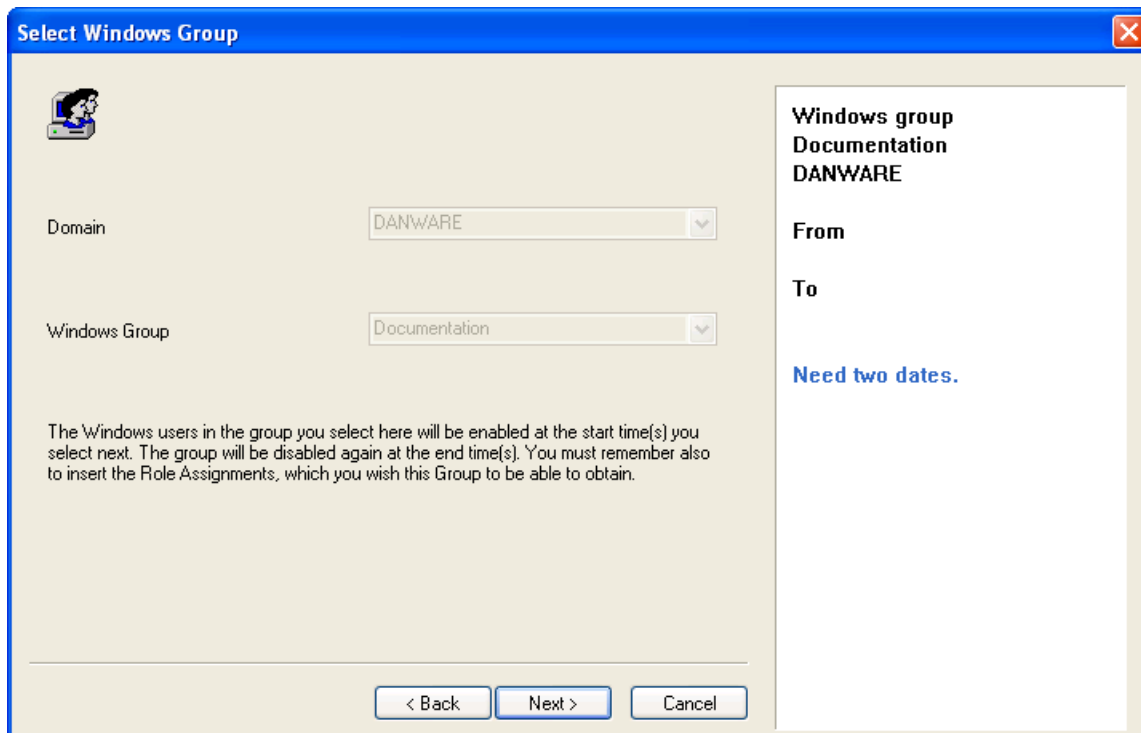 Select Windows Group
Domain
DANWARE
Windows Group
Documentation
The Windows users in the group you select here will be enabled at the start time(s) you
select next. The group will be disabled again at the end time(s). You must remember also
to insert the Role Assignments, which you wish this Group to be able to obtain.
< Back
Next >
Cancel
Windows group
Documentation
DANWARE
From
To
Need two dates.